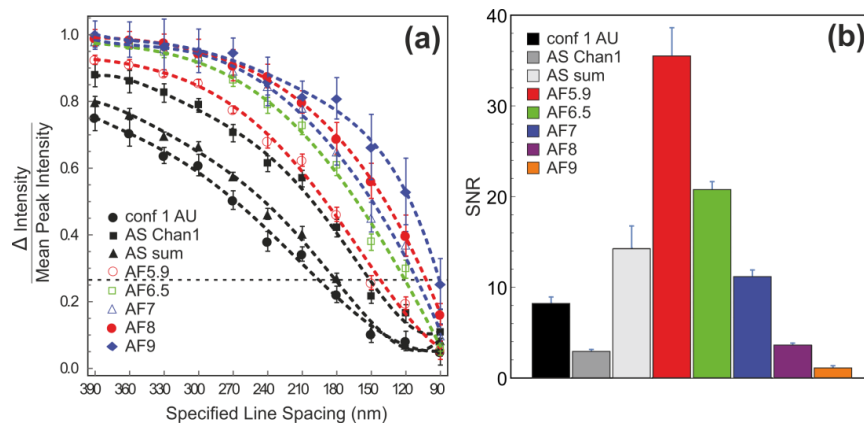 (a)
Δ Intensity
Mean Peak Intensity
1.0
0.8
0.6
0.4
0.2
0.0
conf 1 AU
AS Chan1
AS sum
AF5.9
AF6.5
AF7
AF8
AF9
390 360 330 300 270 240 210 180 150 120 90
Specified Line Spacing (nm)
(b)
SNR
40
30
20
10
0
conf 1 AU
AS Chan1
AS sum
AF5.9
AF6.5
AF7
AF8
AF9